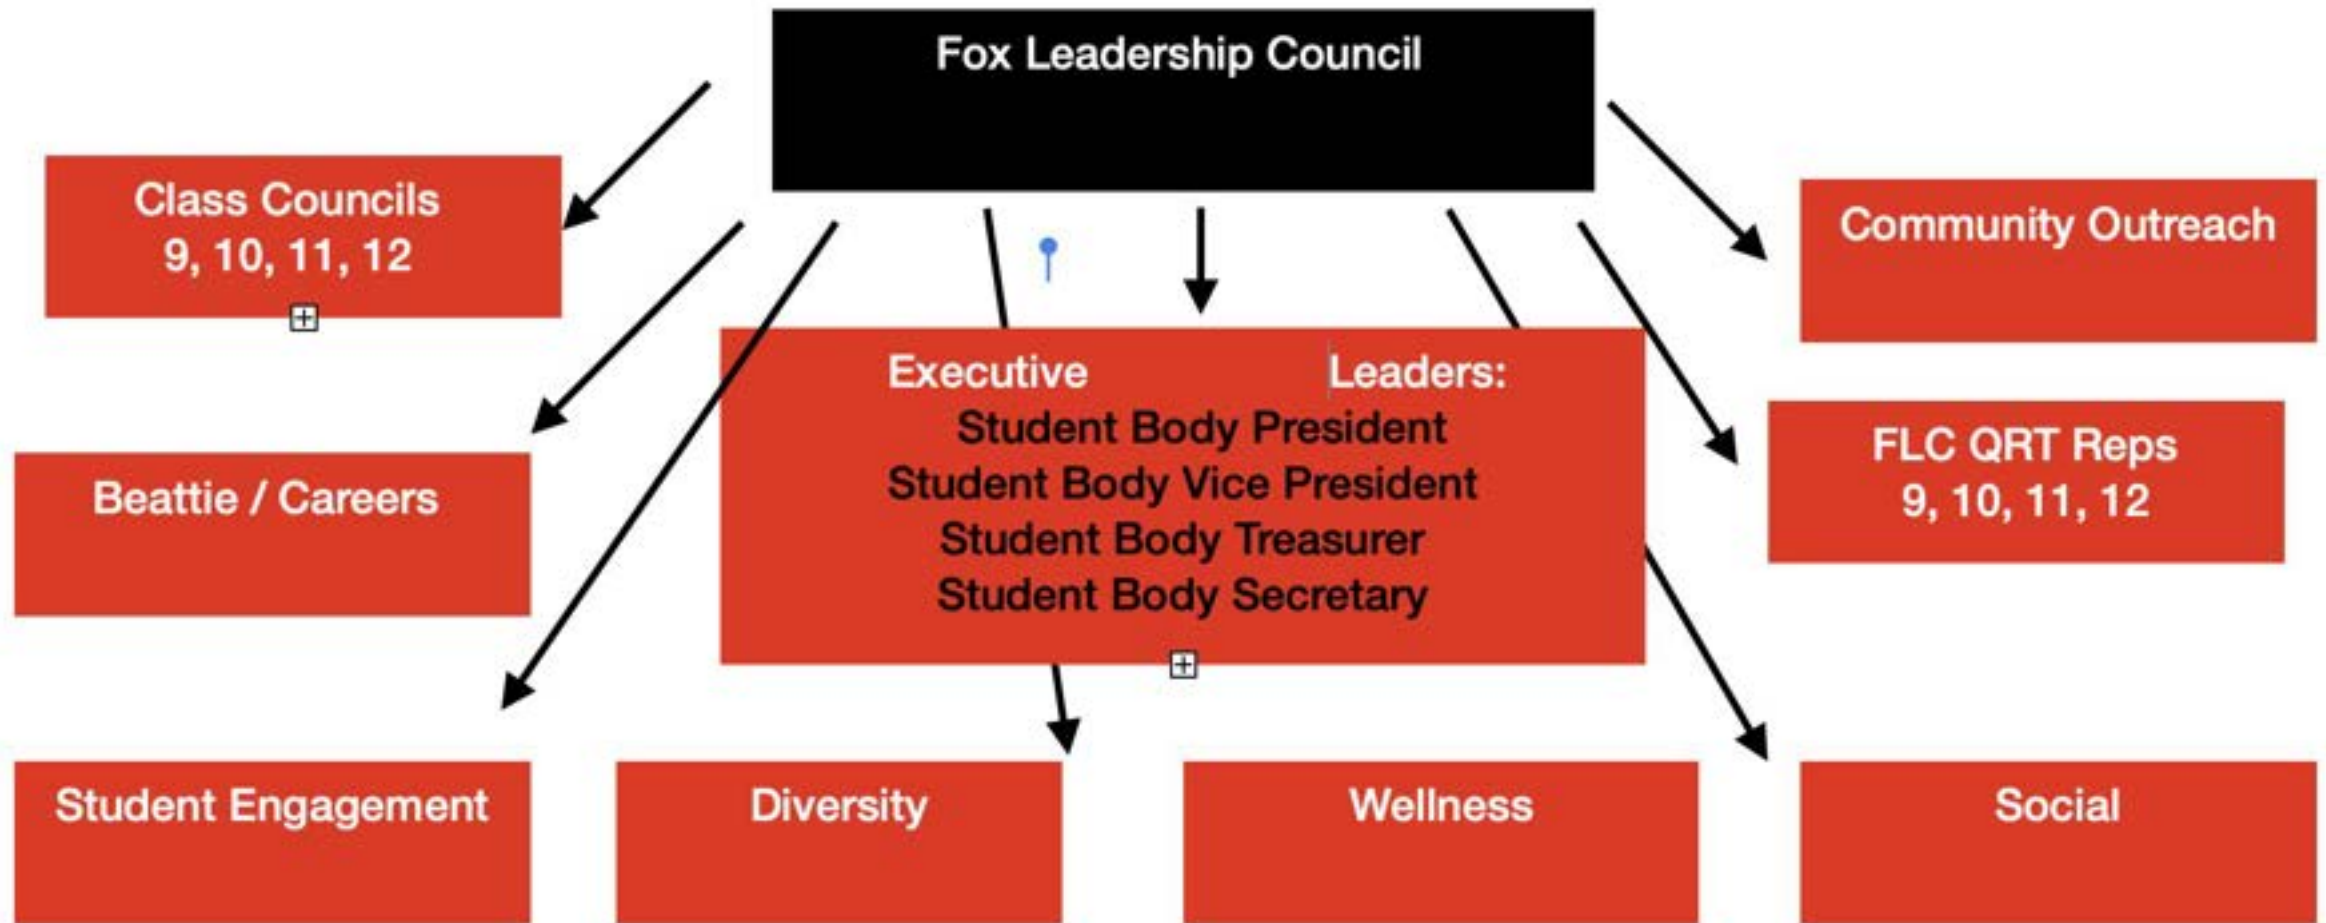 Fox Leadership Council
Class Councils
9, 10, 11, 12
Community Outreach
Executive Leaders:
Student Body President
Student Body Vice President
Student Body Treasurer
Student Body Secretary
FLC QRT Reps
9, 10, 11, 12
Beattie / Careers
Student Engagement
Diversity
Wellness
Social